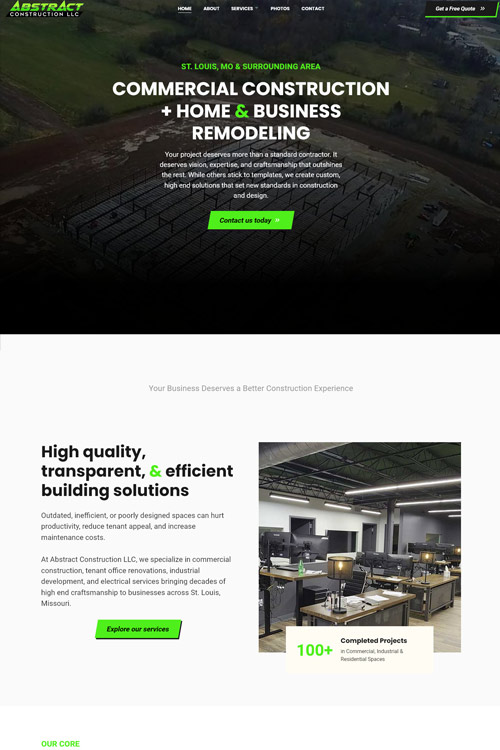 ABSTRACT
CONSTRUCTION LLC
HOME ABOUT SERVICES PHOTOS CONTACT
Get a Free Quote
ST. LOUIS, MO & SURROUNDING AREA
COMMERCIAL CONSTRUCTION
+ HOME & BUSINESS
REMODELING
Your project deserves more than a standard contractor. It
deserves vision, expertise, and craftsmanship that outshines
the rest. While others stick to templates, we create custom,
high end solutions that set new standards in construction
and design.
Contact us today
Your Business Deserves a Better Construction Experience
High quality,
transparent, & efficient
building solutions
Outdated, inefficient, or poorly designed spaces can hurt
productivity, reduce tenant appeal, and increase
maintenance costs.
At Abstract Construction LLC, we specialize in commercial
construction, tenant office renovations, industrial
development, and electrical services bringing decades of
high end craftsmanship to businesses across St. Louis,
Missouri.
Explore our services
100+
Completed Projects
in Commercial, Industrial &
Residential Spaces
OUR CORE